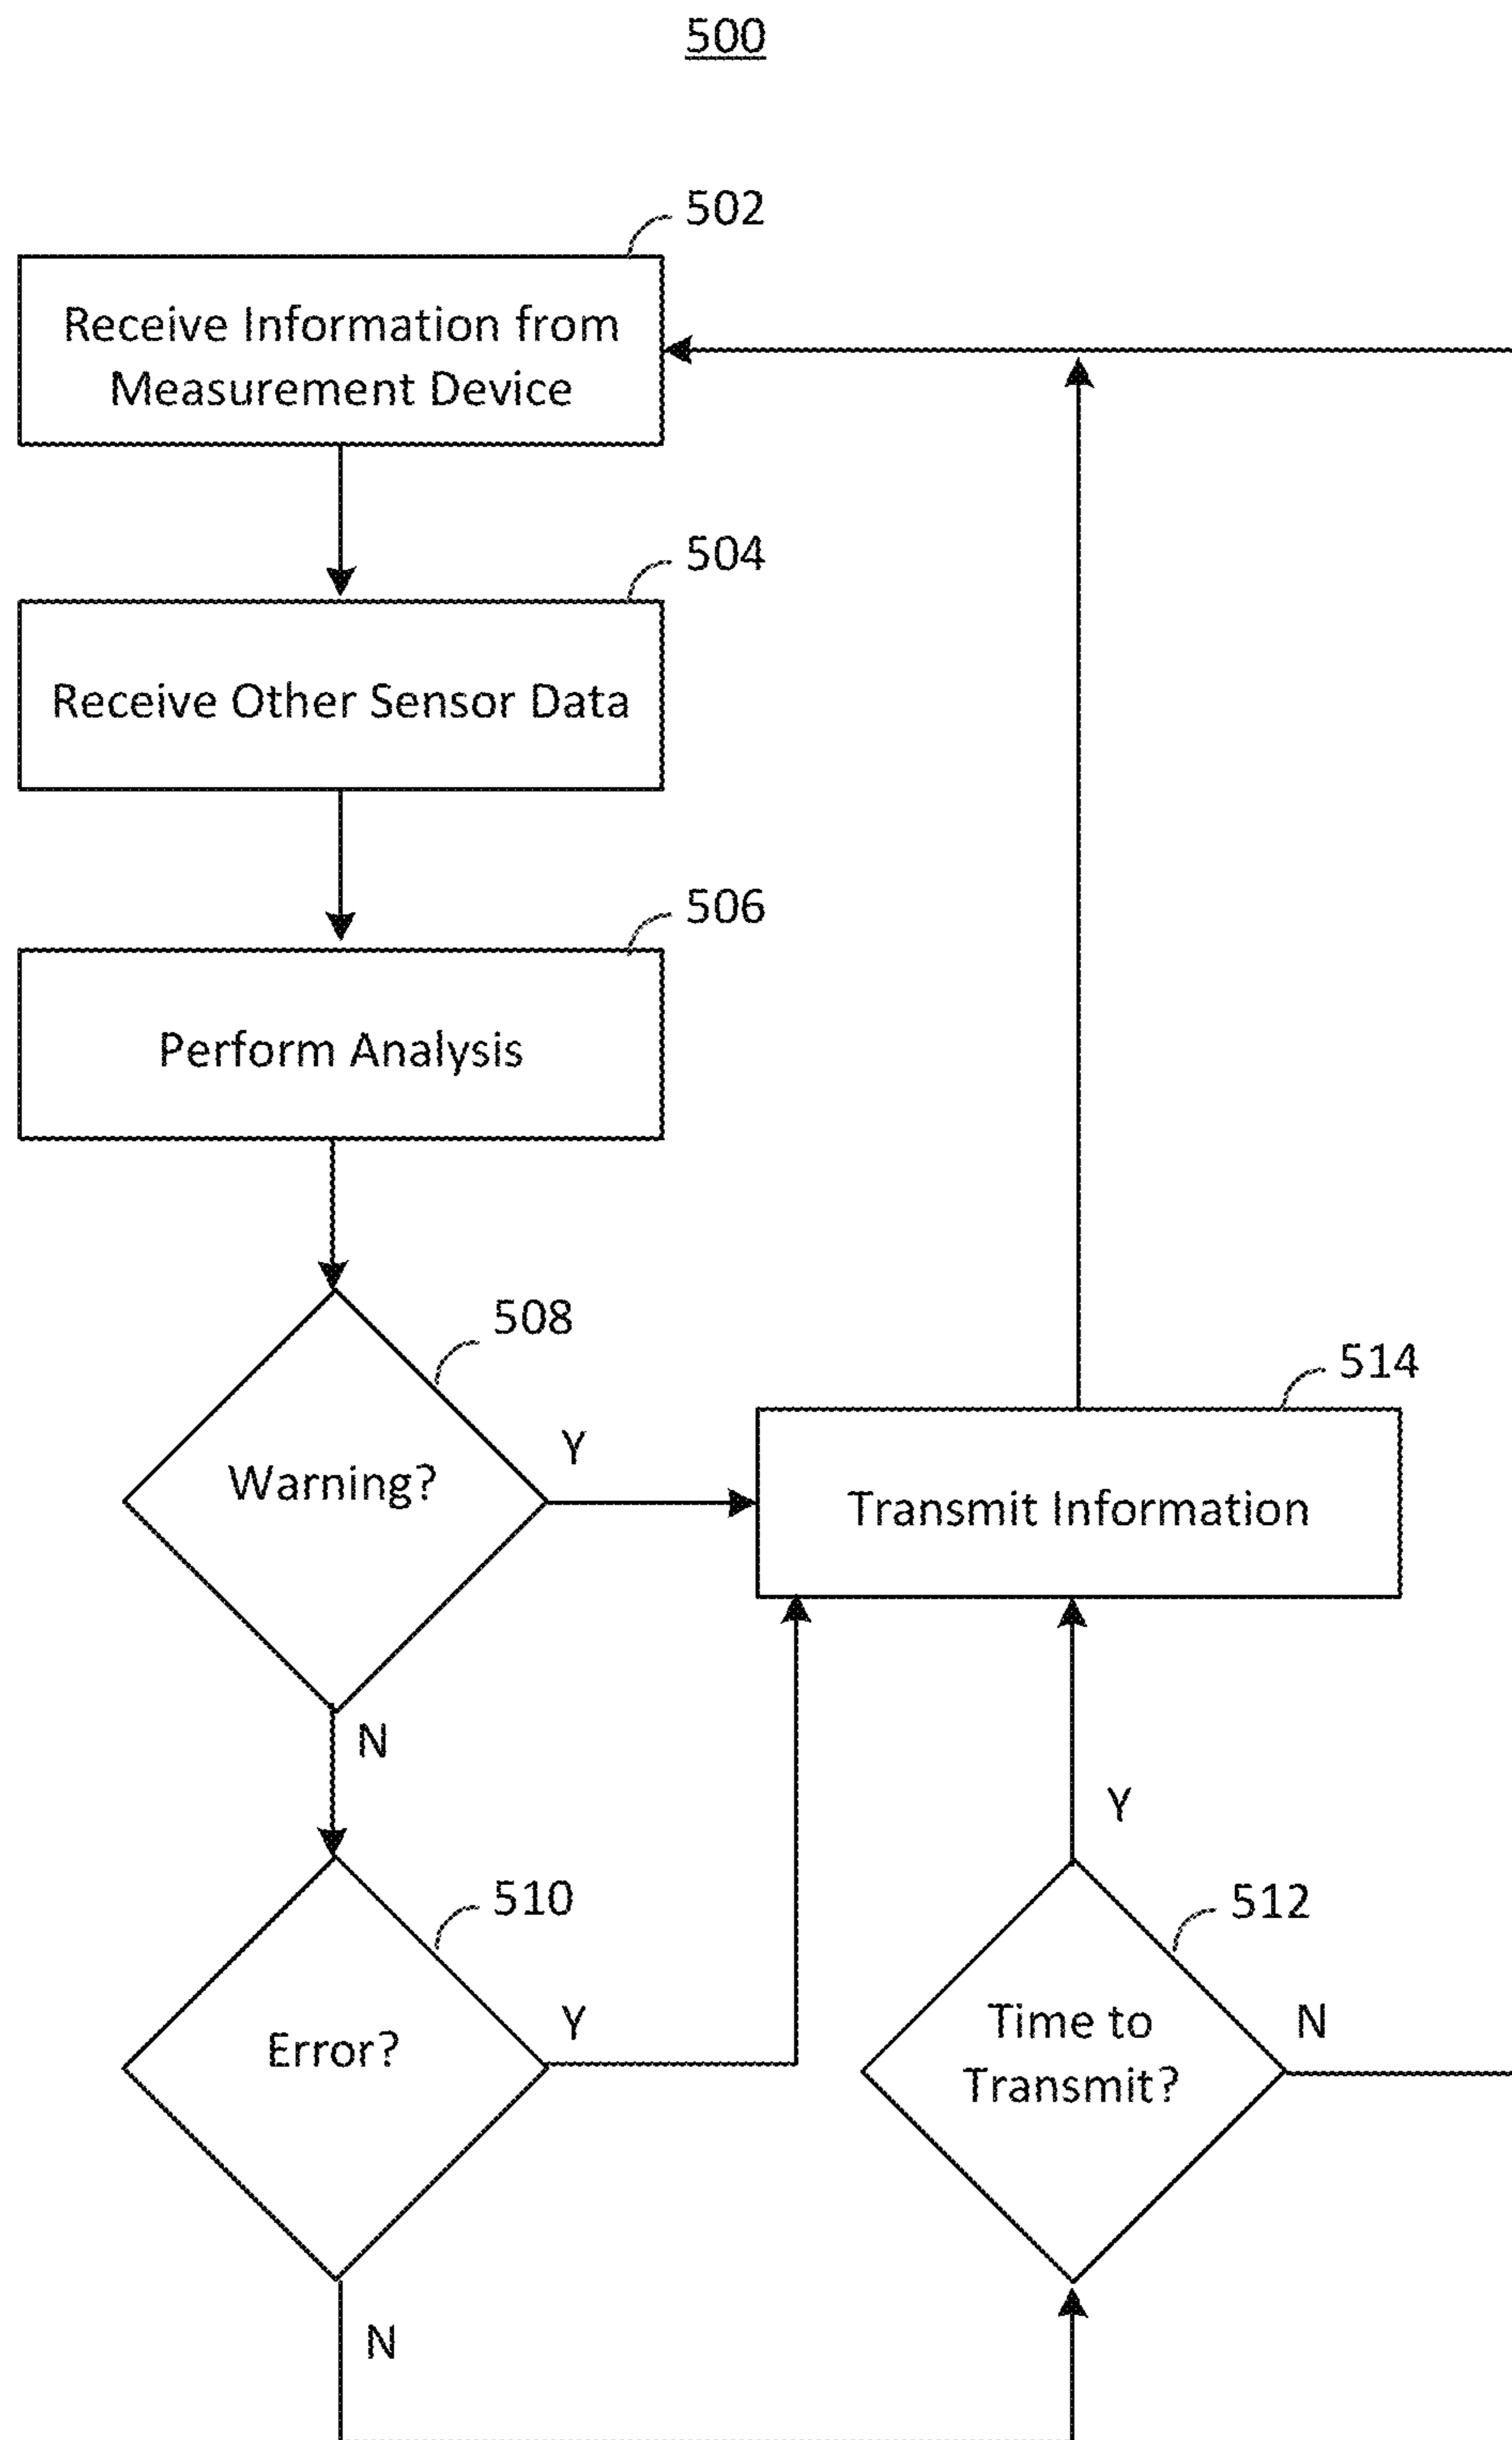 500
502
Receive Information from
Measurement Device
504
Receive Other Sensor Data
506
Perform Analysis
508
Warning?
Y
N
514
Transmit Information
510
Error?
Y
N
512
Time to
Transmit?
Y
N